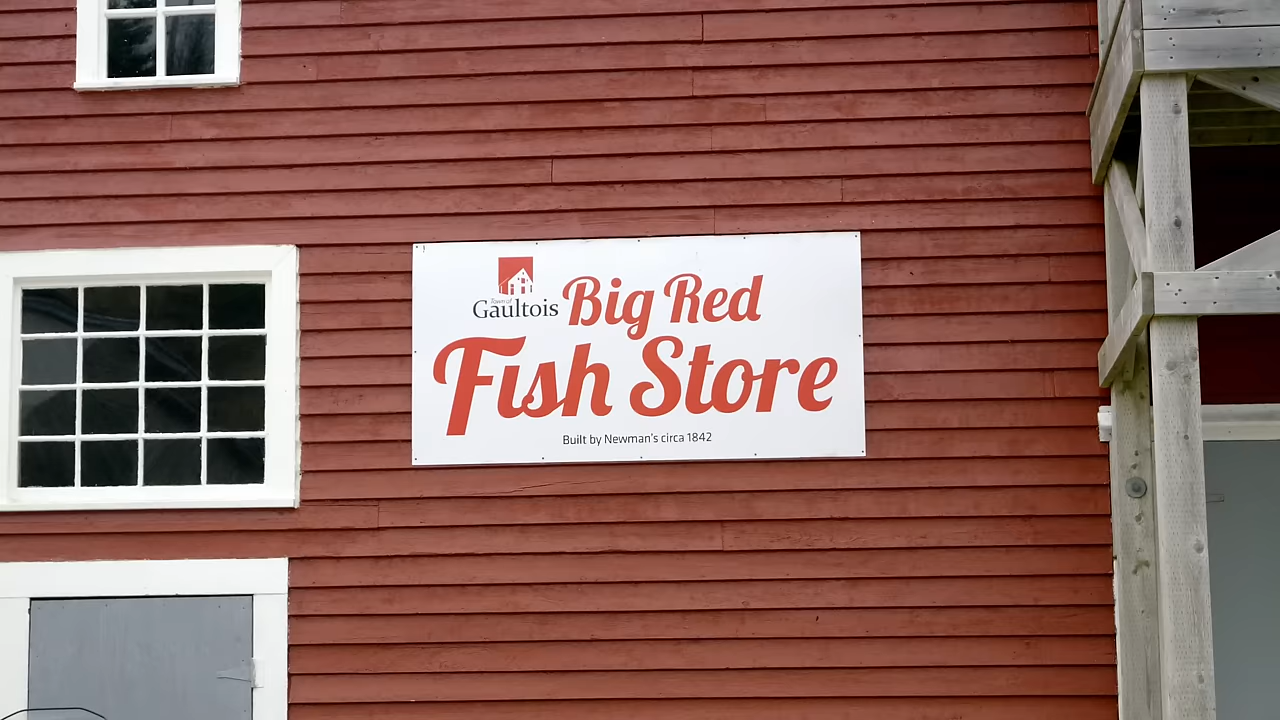 Town of
Gaultois
Big Red
Fish Store
Built by Newman's circa 1842